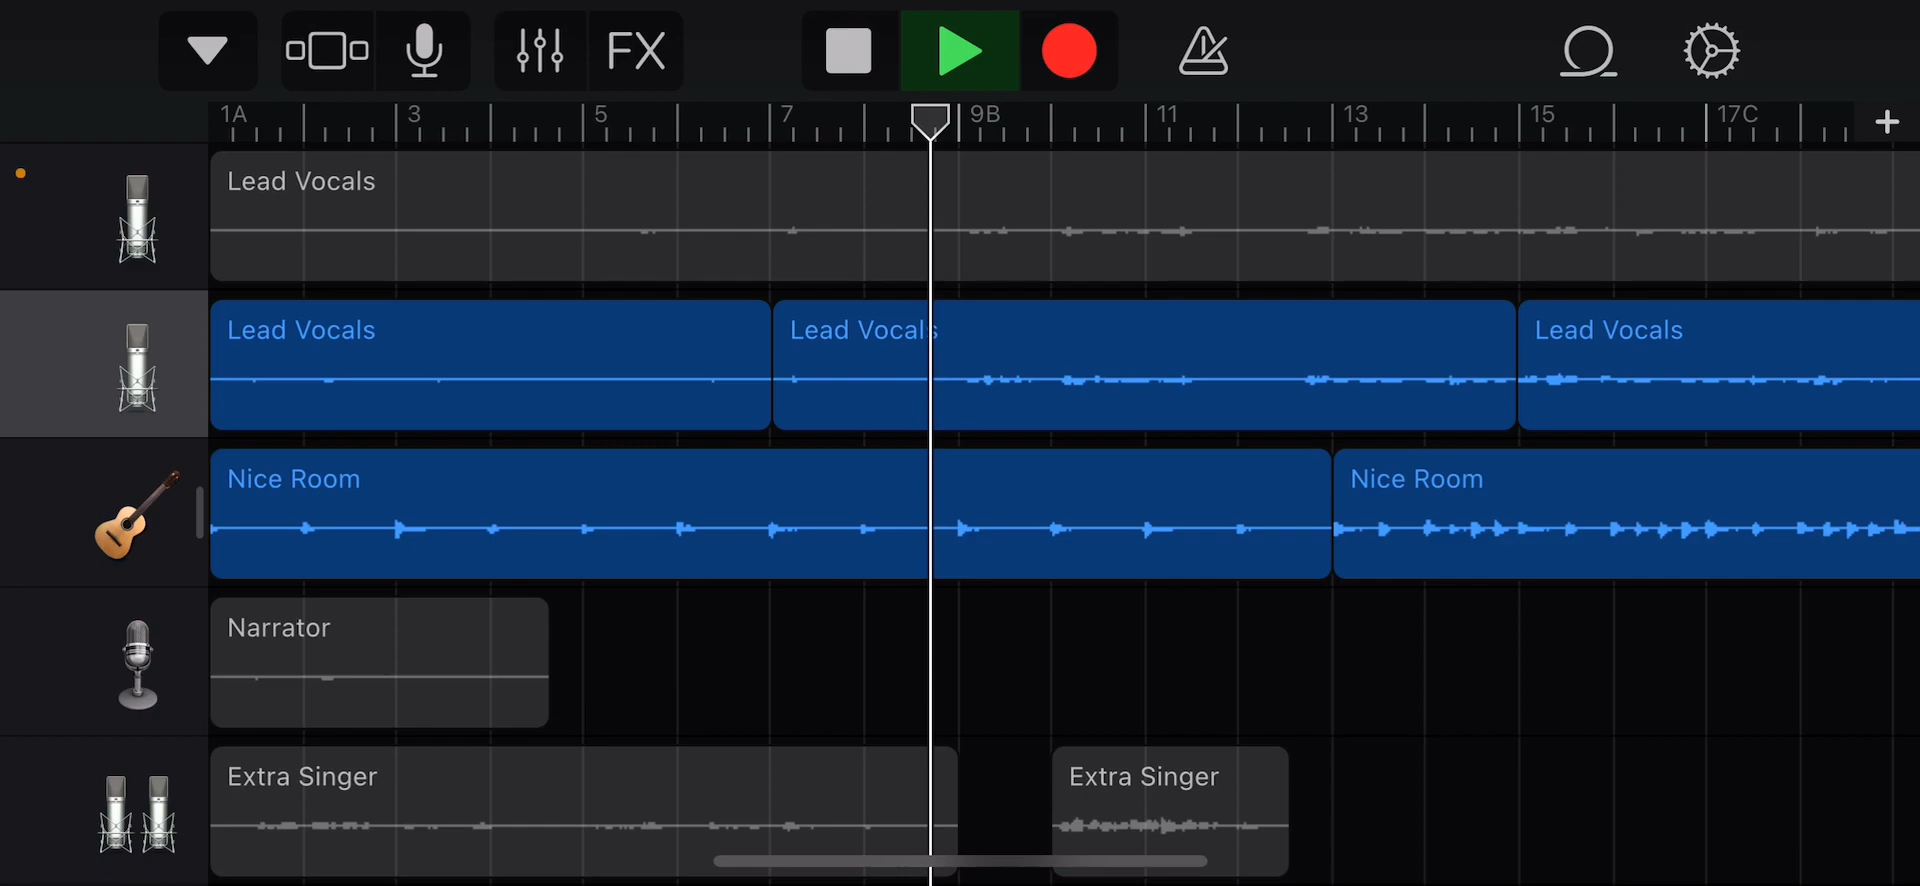 FX
1A 3 5 7 9B 11 13 15 17C +
Lead Vocals
Lead Vocals Lead Vocals Lead Vocals
Nice Room Nice Room
Narrator
Extra Singer Extra Singer